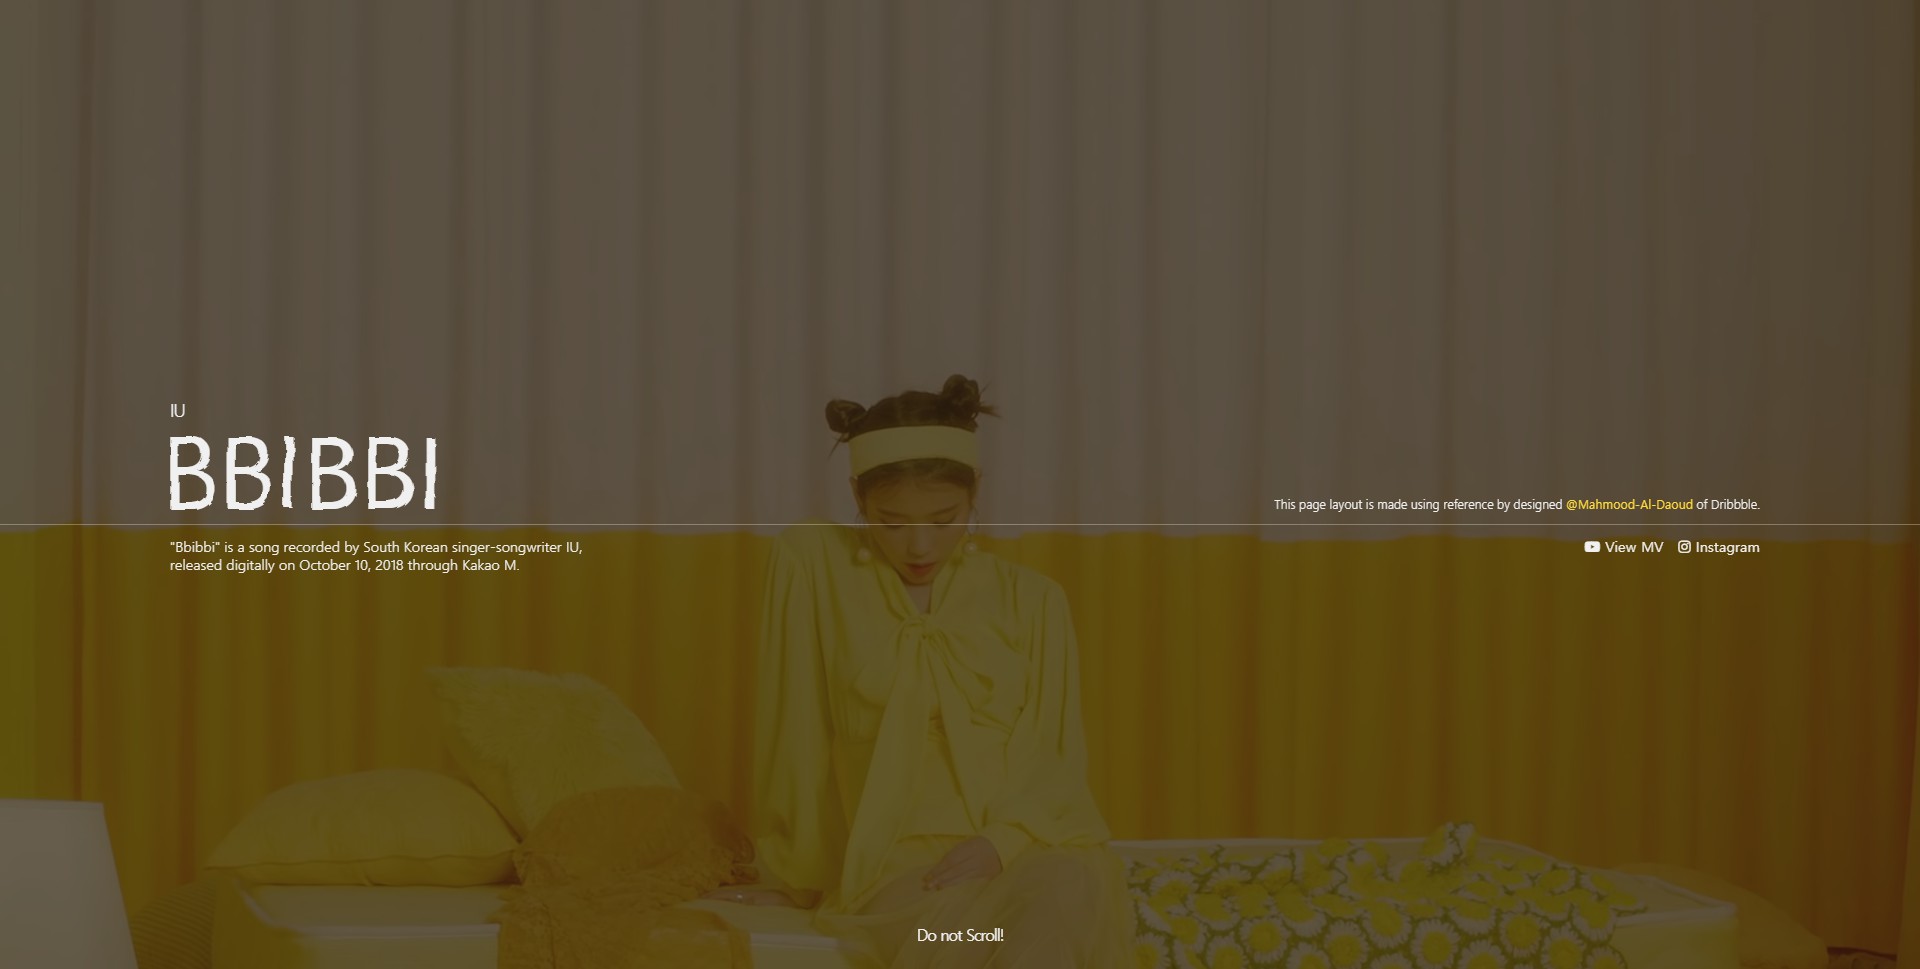 IU
BBIBBI
This page layout is made using reference by designed @Mahmood-Al-Daoud of Dribbble.
"Bbibbi" is a song recorded by South Korean singer-songwriter IU,
released digitally on October 10, 2018 through Kakao M.
View MV Instagram
Do not Scroll!